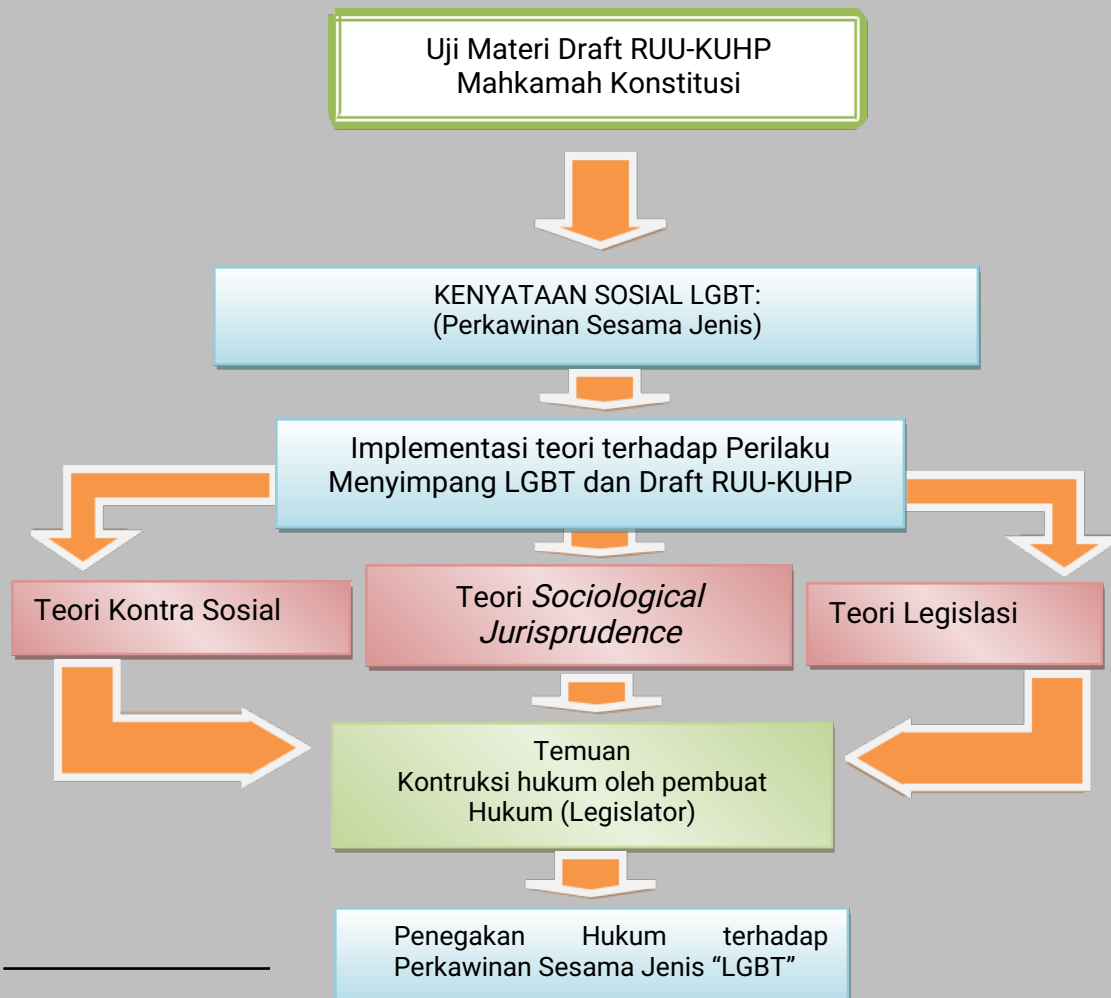 Uji Materi Draft RUU-KUHP
Mahkamah Konstitusi
KENYATAAN SOSIAL LGBT:
(Perkawinan Sesama Jenis)
Implementasi teori terhadap Perilaku
Menyimpang LGBT dan Draft RUU-KUHP
Teori Kontra Sosial
Teori Sociological
Jurisprudence
Teori Legislasi
Temuan
Kontruksi hukum oleh pembuat
Hukum (Legislator)
Penegakan Hukum terhadap
Perkawinan Sesama Jenis “LGBT”